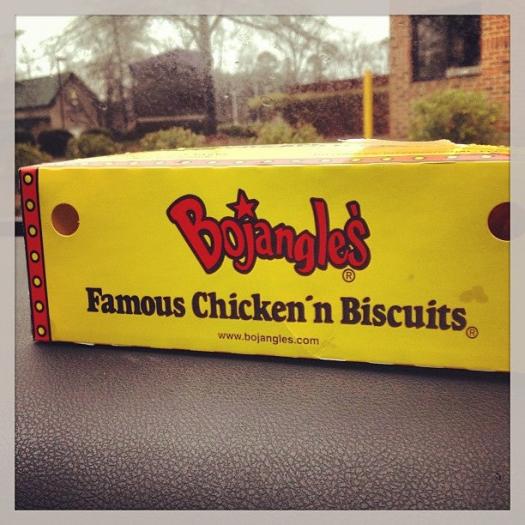 Bojangles'®
Famous Chicken'n Biscuits®
www.bojangles.com